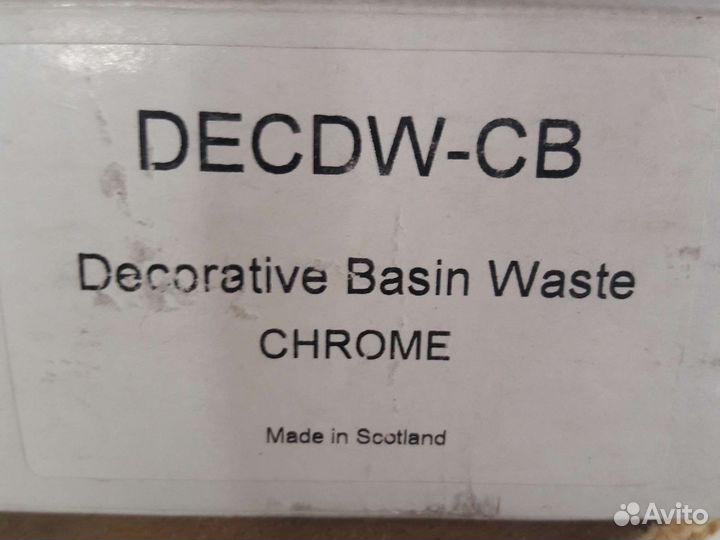 DECDW-CB
Decorative Basin Waste
CHROME
Made in Scotland
Avito